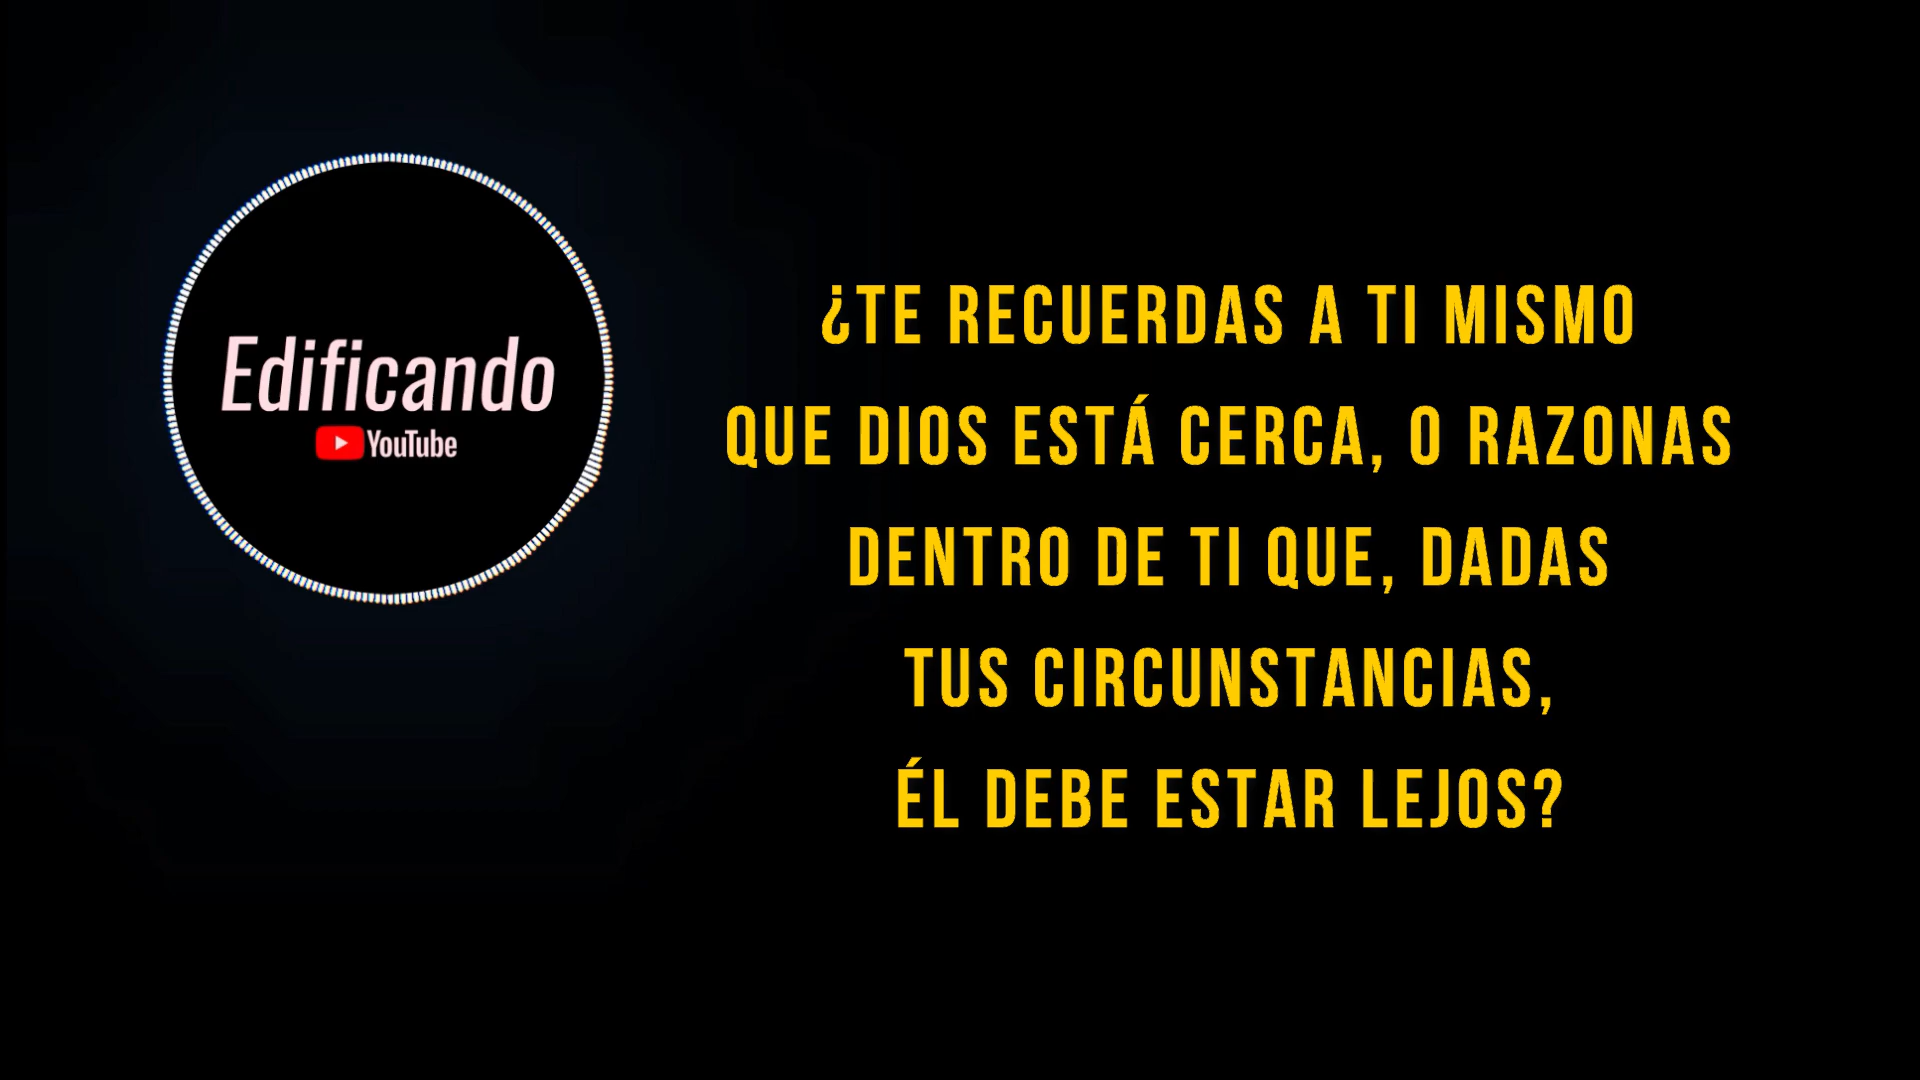 Edificando
YouTube
¿TE RECUERDAS A TI MISMO
QUE DIOS ESTÁ CERCA, O RAZONAS
DENTRO DE TI QUE, DADAS
TUS CIRCUNSTANCIAS,
ÉL DEBE ESTAR LEJOS?